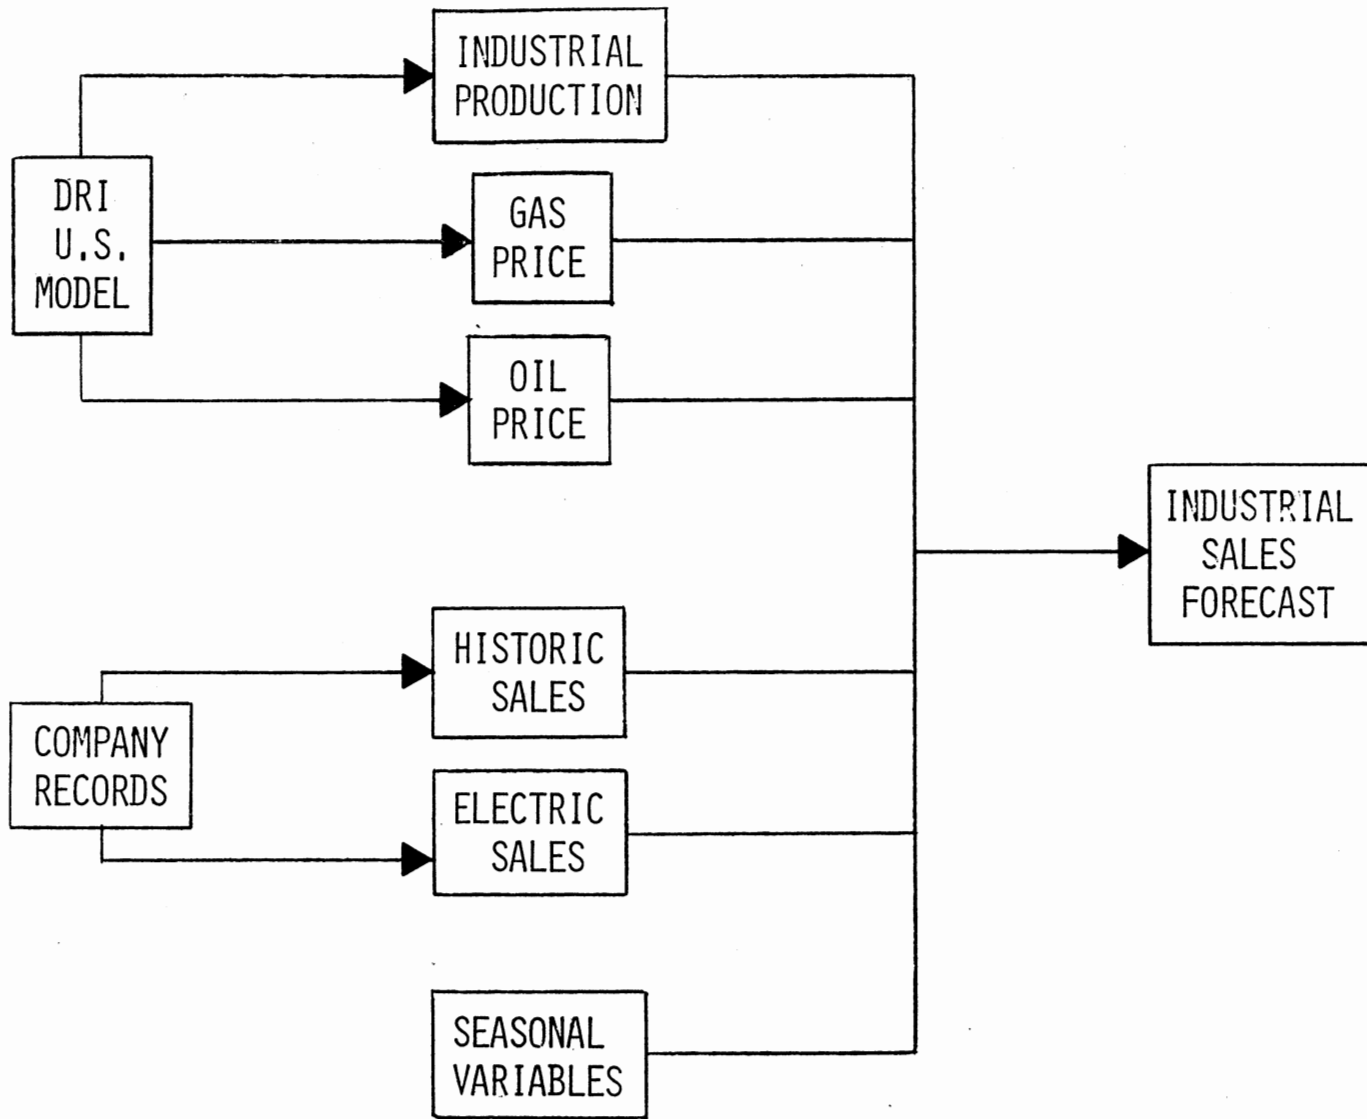 INDUSTRIAL
PRODUCTION
DRI
U.S.
MODEL
GAS
PRICE
OIL
PRICE
INDUSTRIAL
SALES
FORECAST
HISTORIC
SALES
COMPANY
RECORDS
ELECTRIC
SALES
SEASONAL
VARIABLES